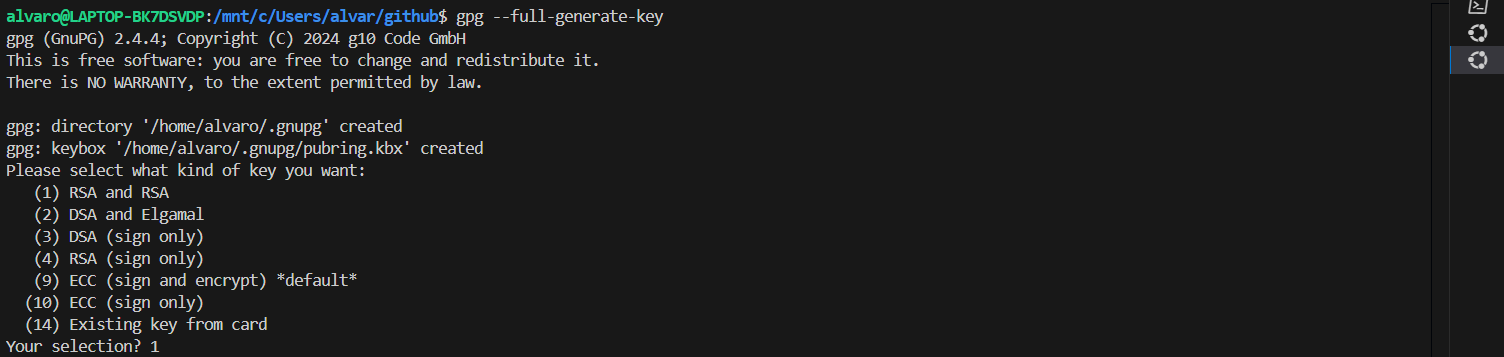 alvaro@LAPTOP-BK7DSVDP:/mnt/c/Users/alvar/github$ gpg --full-generate-key
gpg (GnuPG) 2.4.4; Copyright (C) 2024 g10 Code GmbH
This is free software: you are free to change and redistribute it.
There is NO WARRANTY, to the extent permitted by law.

gpg: directory '/home/alvaro/.gnupg' created
gpg: keybox '/home/alvaro/.gnupg/pubring.kbx' created
Please select what kind of key you want:
   (1) RSA and RSA
   (2) DSA and Elgamal
   (3) DSA (sign only)
   (4) RSA (sign only)
   (9) ECC (sign and encrypt) *default*
  (10) ECC (sign only)
  (14) Existing key from card
Your selection? 1